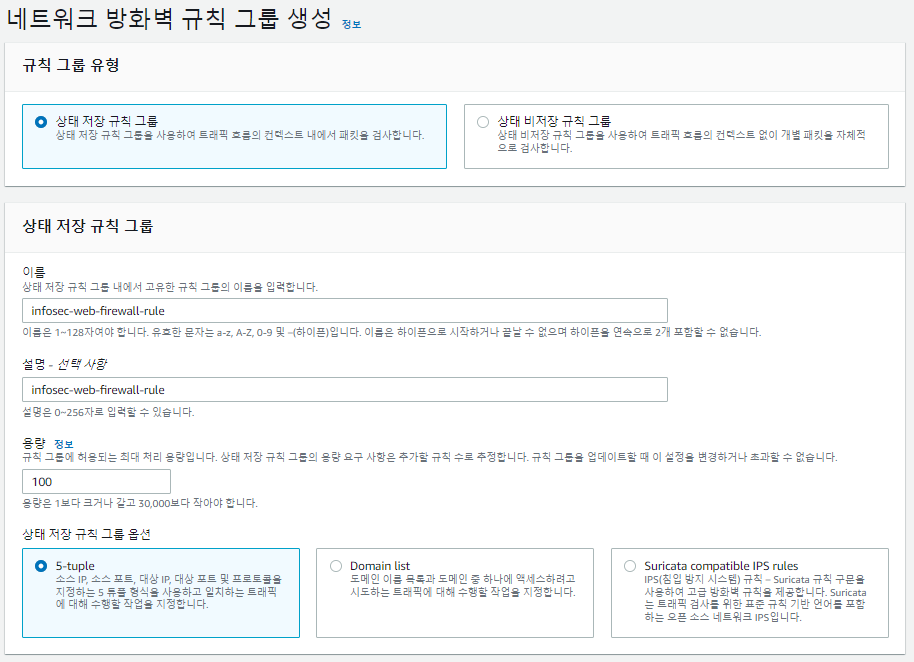 네트워크 방화벽 규칙 그룹 생성 정보
규칙 그룹 유형
상태 저장 규칙 그룹
상태 저장 규칙 그룹을 사용하여 트래픽 흐름의 컨텍스트 내에서 패킷을 검사합니다.
상태 비저장 규칙 그룹
상태 비저장 규칙 그룹을 사용하여 트래픽 흐름의 컨텍스트 없이 개별 패킷을 자체적
으로 검사합니다.
상태 저장 규칙 그룹
이름
상태 저장 규칙 그룹 내에서 고유한 규칙 그룹의 이름을 입력합니다.
infosec-web-firewall-rule
이름은 1~128자여야 합니다. 유효한 문자는 a-z, A-Z, 0-9 및 -(하이픈)입니다. 이름은 하이픈으로 시작하거나 끝날 수 없으며 하이픈을 연속으로 2개 포함할 수 없습니다.
설명 - 선택 사항
infosec-web-firewall-rule
설명은 0~256자로 입력할 수 있습니다.
용량 정보
규칙 그룹에 허용되는 최대 처리 용량입니다. 상태 저장 규칙 그룹의 용량 요구 사항은 추가할 규칙 수로 추정합니다. 규칙 그룹을 업데이트할 때 이 설정을 변경하거나 초과할 수 없습니다.
100
용량은 1보다 크거나 같고 30,000보다 작아야 합니다.
상태 저장 규칙 그룹 옵션
5-tuple
소스 IP, 소스 포트, 대상 IP, 대상 포트 및 프로토콜을
지정하는 5 튜플 형식을 사용하고 일치하는 트래픽
에 대해 수행할 작업을 지정합니다.
Domain list
도메인 이름 목록과 도메인 중 하나에 액세스하려고
시도하는 트래픽에 대해 수행할 작업을 지정합니다.
Suricata compatible IPS rules
IPS(침입 방지 시스템) 규칙 - Suricata 규칙 구문을
사용하여 고급 방화벽 규칙을 제공합니다. Suricata
는 트래픽 검사를 위한 표준 규칙 기반 언어를 포함
하는 오픈 소스 네트워크 IPS입니다.